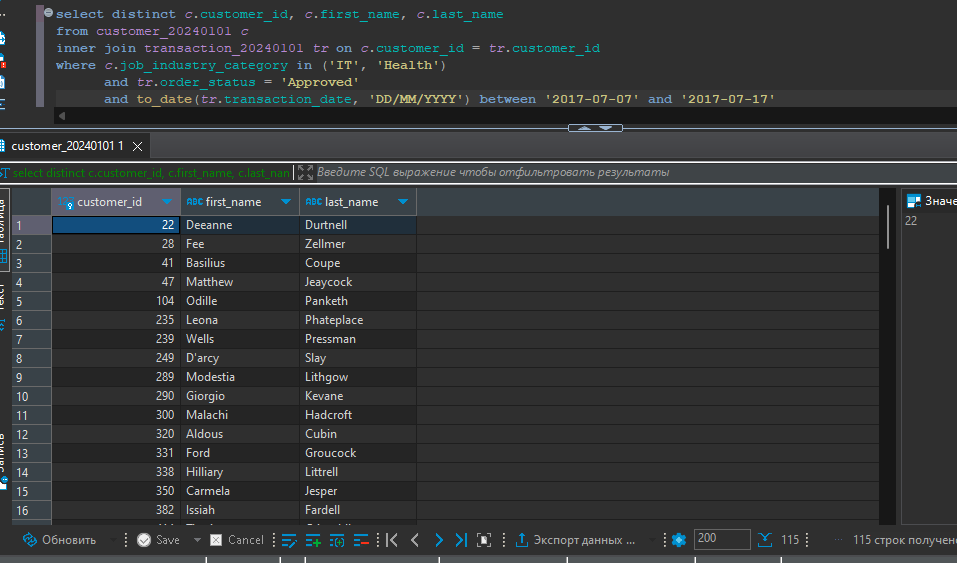 select distinct c.customer_id, c.first_name, c.last_name
from customer_20240101 c
inner join transaction_20240101 tr on c.customer_id = tr.customer_id
where c.job_industry_category in ('IT', 'Health')
and tr.order_status = 'Approved'
and to_date(tr.transaction_date, 'DD/MM/YYYY') between '2017-07-07' and '2017-07-17'
customer_20240101 1
select distinct c.customer_id, c.first_name, c.last_nan Введите SQL выражение чтобы отфильтровать результаты
customer_id ABC first_name ABC last_name Значе
1 22 Deeanne Durtnell 22
2 28 Fee Zellmer
3 41 Basilius Coupe
4 47 Matthew Jeaycock
5 104 Odille Panketh
6 235 Leona Phateplace
7 239 Wells Pressman
8 249 D'arcy Slay
9 289 Modestia Lithgow
10 290 Giorgio Kevane
11 300 Malachi Hadcroft
12 320 Aldous Cubin
13 331 Ford Groucock
14 338 Hilliary Littrell
15 350 Carmela Jesper
16 382 Issiah Fardell
Обновить Save Cancel Экспорт данных ... 200 115 115 строк получено